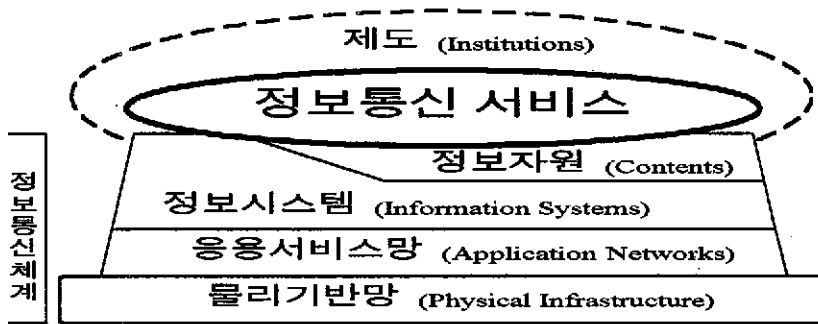 제도 (Institutions)
정보통신 서비스
정보자원 (Contents)
정보시스템 (Information Systems)
응용서비스망 (Application Networks)
물리기반망 (Physical Infrastructure)
정보통신체계